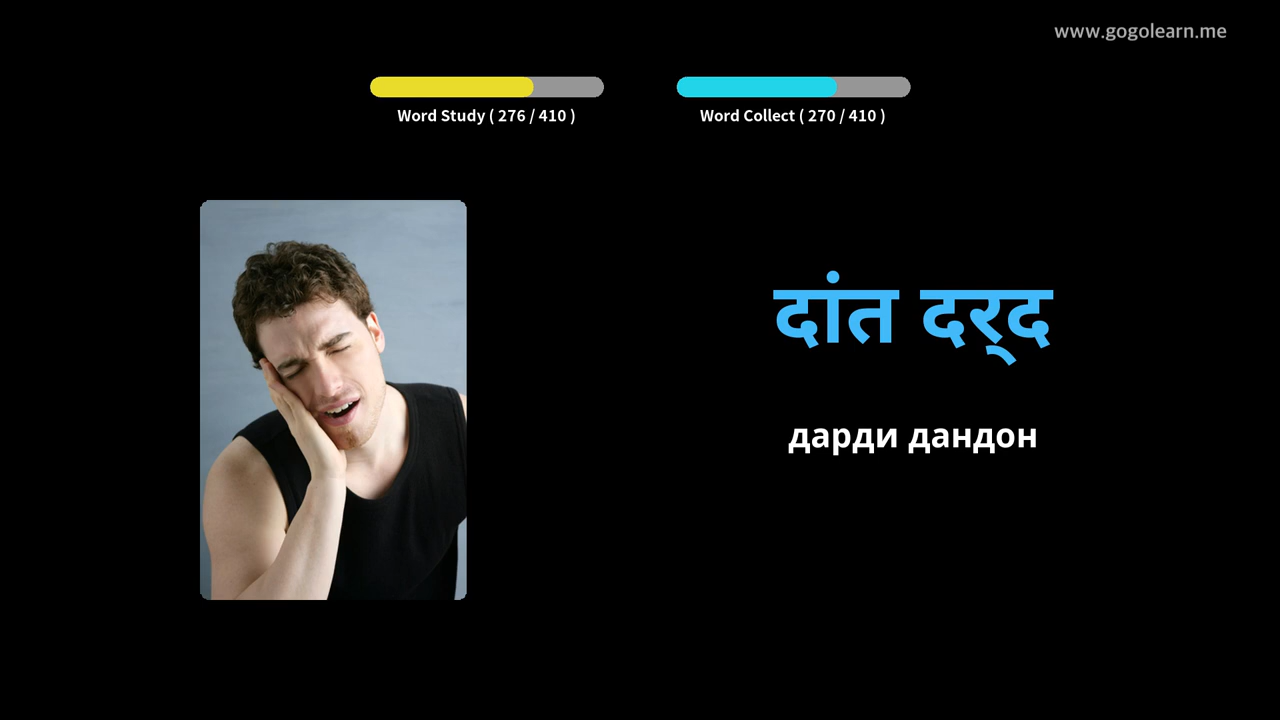 www.gogolearn.me
Word Study ( 276 / 410 )
Word Collect ( 270 / 410 )
दांत दर्‌द
дарди дандон